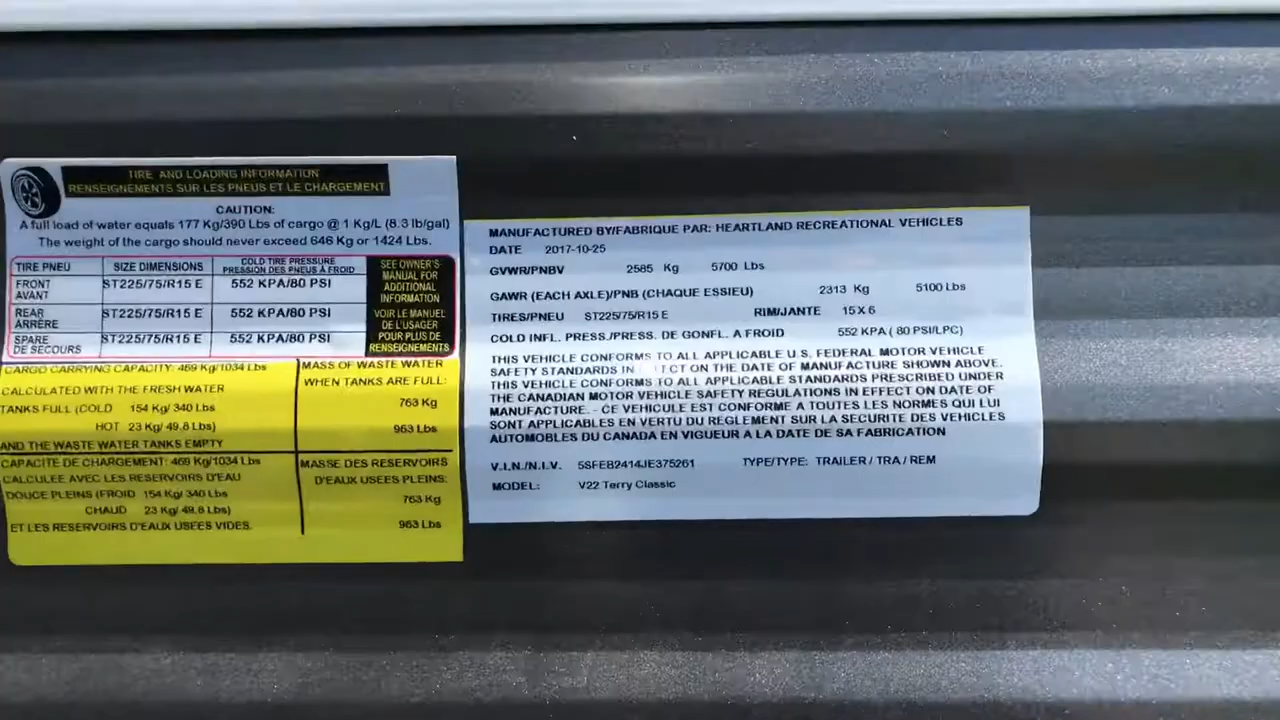 TIRE AND LOADING INFORMATION
RENSEIGNEMENTS SUR LES PNEUS ET LE CHARGEMENT
CAUTION:
A full load of water equals 177 Kg/390 Lbs of cargo @ 1 Kg/L (8.3 lb/gal)
The weight of the cargo should never exceed 646 Kg or 1424 Lbs.
TIRE PNEU SIZE DIMENSIONS COLD TIRE PRESSURE
PRESSION DES PNEUS À FROID
FRONT ST225/75/R15 E 552 KPA/80 PSI
AVANT
REAR ST225/75/R15 E 552 KPA/80 PSI
ARRÈRE
SPARE ST225/75/R15 E 552 KPA/80 PSI
DE SECOURS
SEE OWNER'S
MANUAL FOR
ADDITIONAL
INFORMATION
VOIR LE MANUEL
DE L'USAGER
POUR PLUS DE
RENSEIGNEMENTS
CARGO CARRYING CAPACITY: 469 Kg/1034 Lbs
CALCULATED WITH THE FRESH WATER
TANKS FULL (COLD 154 Kg/ 340 Lbs
HOT 23 Kg/ 49.8 Lbs)
AND THE WASTE WATER TANKS EMPTY
MASS OF WASTE WATER
WHEN TANKS ARE FULL:
763 Kg
963 Lbs
CAPACITE DE CHARGEMENT: 469 Kg/1034 Lbs
CALCULEE AVEC LES RESERVOIRS D'EAU
DOUCE PLEINS (FROID 154 Kg/ 340 Lbs
CHAUD 23 Kg/ 49.8 Lbs)
ET LES RESERVOIRS D'EAUX USEES VIDES.
MASSE DES RESERVOIRS
D'EAUX USEES PLEINS:
763 Kg
963 Lbs
MANUFACTURED BY/FABRIQUE PAR: HEARTLAND RECREATIONAL VEHICLES
DATE 2017-10-25
GVWR/PNBV 2585 Kg 5700 Lbs
GAWR (EACH AXLE)/PNB (CHAQUE ESSIEU) 2313 Kg 5100 Lbs
TIRES/PNEU ST225/75/R15 E RIM/JANTE 15 X 6
COLD INFL. PRESS./PRESS. DE GONFL. A FROID 552 KPA ( 80 PSI/LPC)
THIS VEHICLE CONFORMS TO ALL APPLICABLE U.S. FEDERAL MOTOR VEHICLE
SAFETY STANDARDS IN ON THE DATE OF MANUFACTURE SHOWN ABOVE.
THIS VEHICLE CONFORMS TO ALL APPLICABLE STANDARDS PRESCRIBED UNDER
THE CANADIAN MOTOR VEHICLE SAFETY REGULATIONS IN EFFECT ON DATE OF
MANUFACTURE. - CE VEHICULE EST CONFORME A TOUTES LES NORMES QUI LUI
SONT APPLICABLES EN VERTU DU REGLEMENT SUR LA SECURITE DES VEHICLES
AUTOMOBLES DU CANADA EN VIGUEUR A LA DATE DE SA FABRICATION
V.I.N./N.I.V. 5SFEB2414JE375261 TYPE/TYPE: TRAILER / TRA / REM
MODEL: V22 Terry Classic